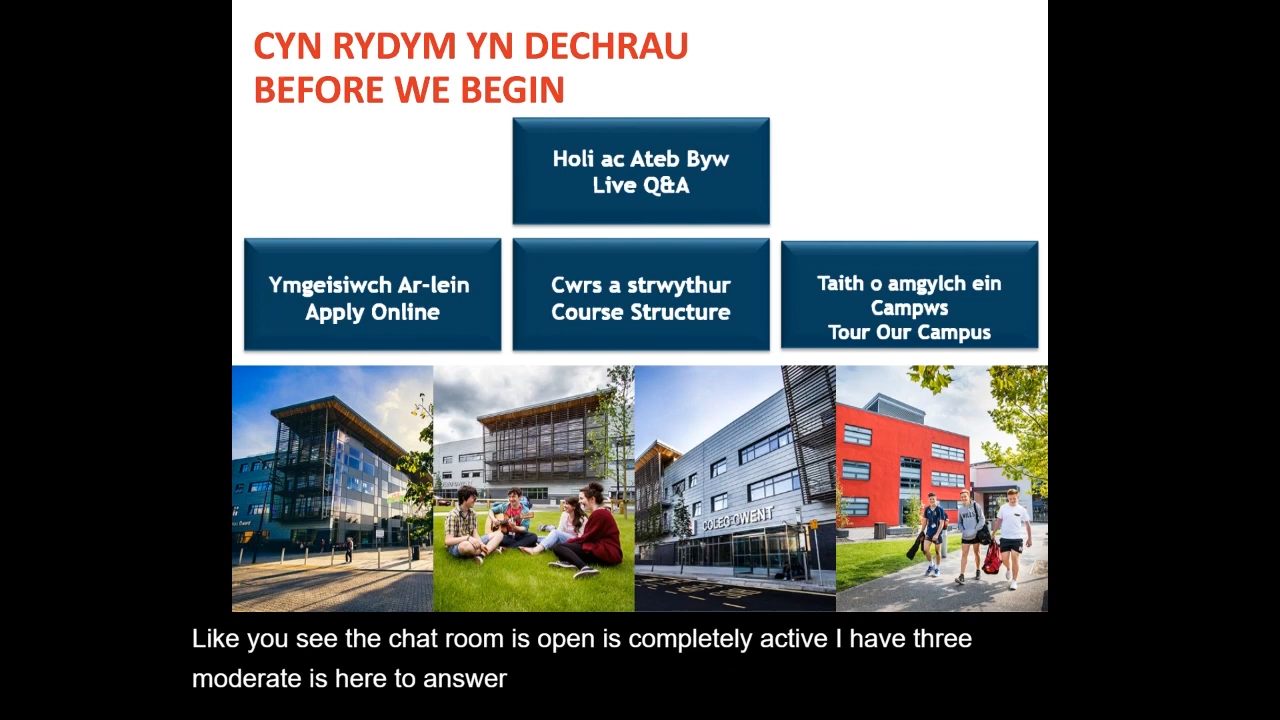 CYN RYDYM YN DECHRAU
BEFORE WE BEGIN
Holi ac Ateb Byw
Live Q&A
Ymgeisiwch Ar-lein
Apply Online
Cwrs a strwythur
Course Structure
Taith o amgylch ein
Campws
Tour Our Campus
COLEG GWENT
Like you see the chat room is open is completely active I have three
moderate is here to answer